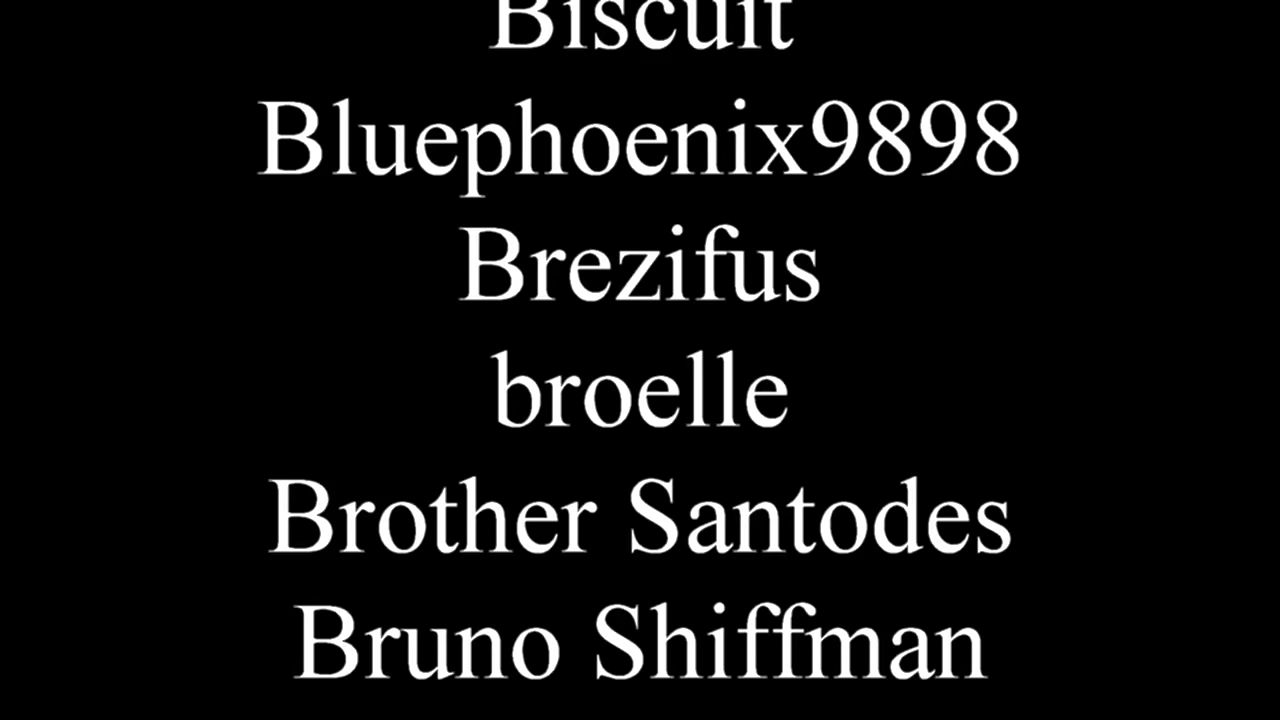 Biscuit
Bluephoenix9898
Brezifus
broelle
Brother Santodes
Bruno Shiffman